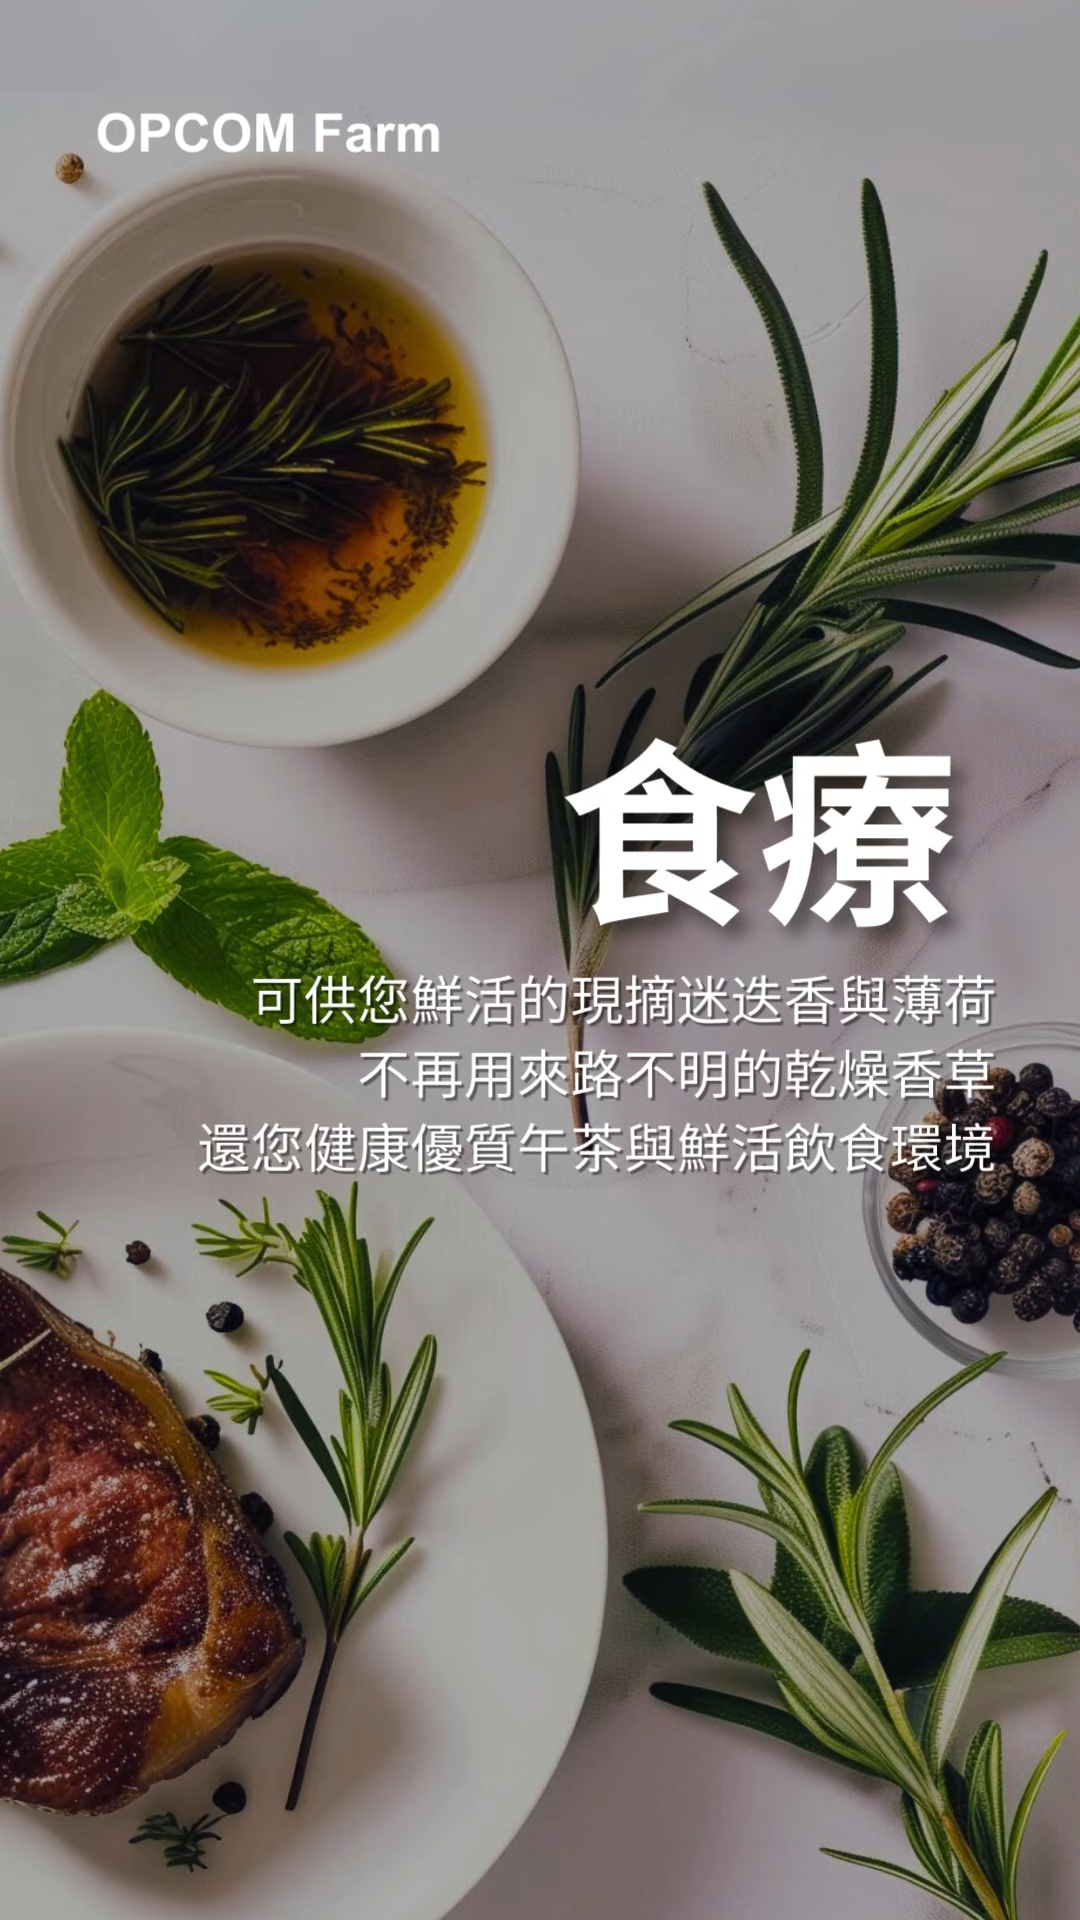 OPCOM Farm
食療
可供您鮮活的現摘迷迭香與薄荷
不再用來路不明的乾燥香草
還您健康優質午茶與鮮活飲食環境